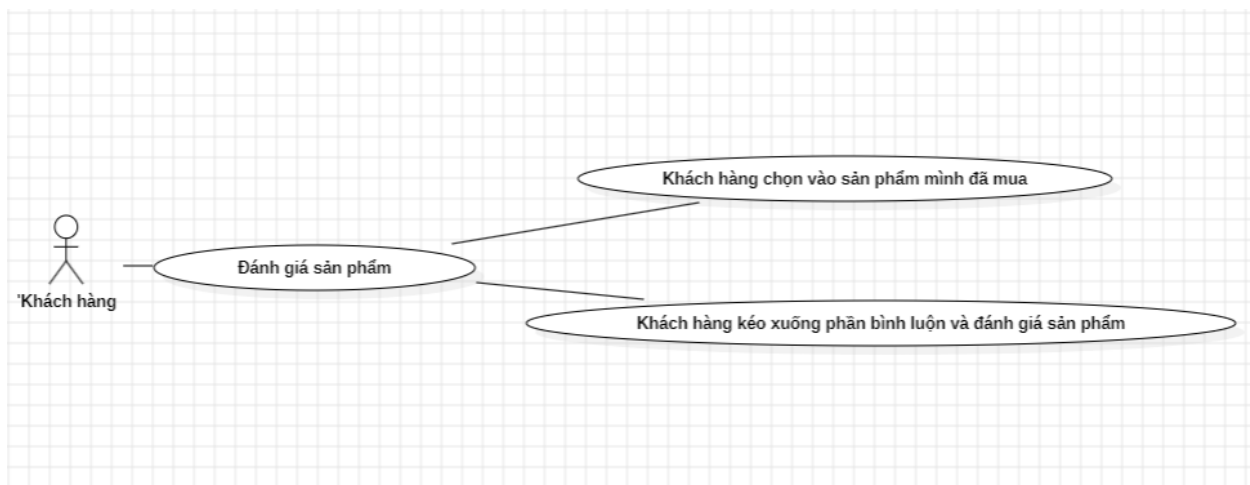 Khách hàng chọn vào sản phẩm mình đã mua
Đánh giá sản phẩm
'Khách hàng
Khách hàng kéo xuống phần bình luận và đánh giá sản phẩm